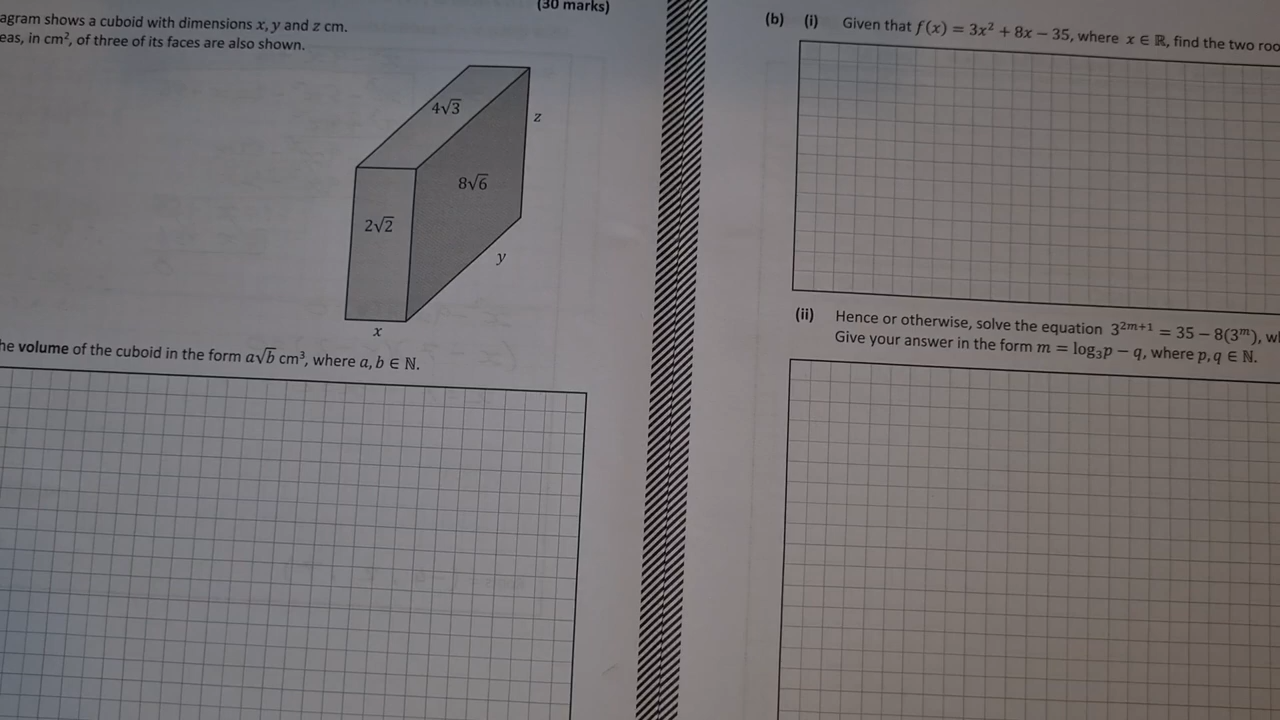 (30 marks)
agram shows a cuboid with dimensions x, y and z cm.
eas, in cm², of three of its faces are also shown.
4√3
z
8√6
2√2
y
x
he volume of the cuboid in the form a√b cm³, where a, b ∈ ℕ.
(b) (i) Given that f(x) = 3x² + 8x − 35, where x ∈ ℝ, find the two roo
(ii) Hence or otherwise, solve the equation 3²ᵐ⁺¹ = 35 − 8(3ᵐ), w
Give your answer in the form m = log₃p − q, where p, q ∈ ℕ.